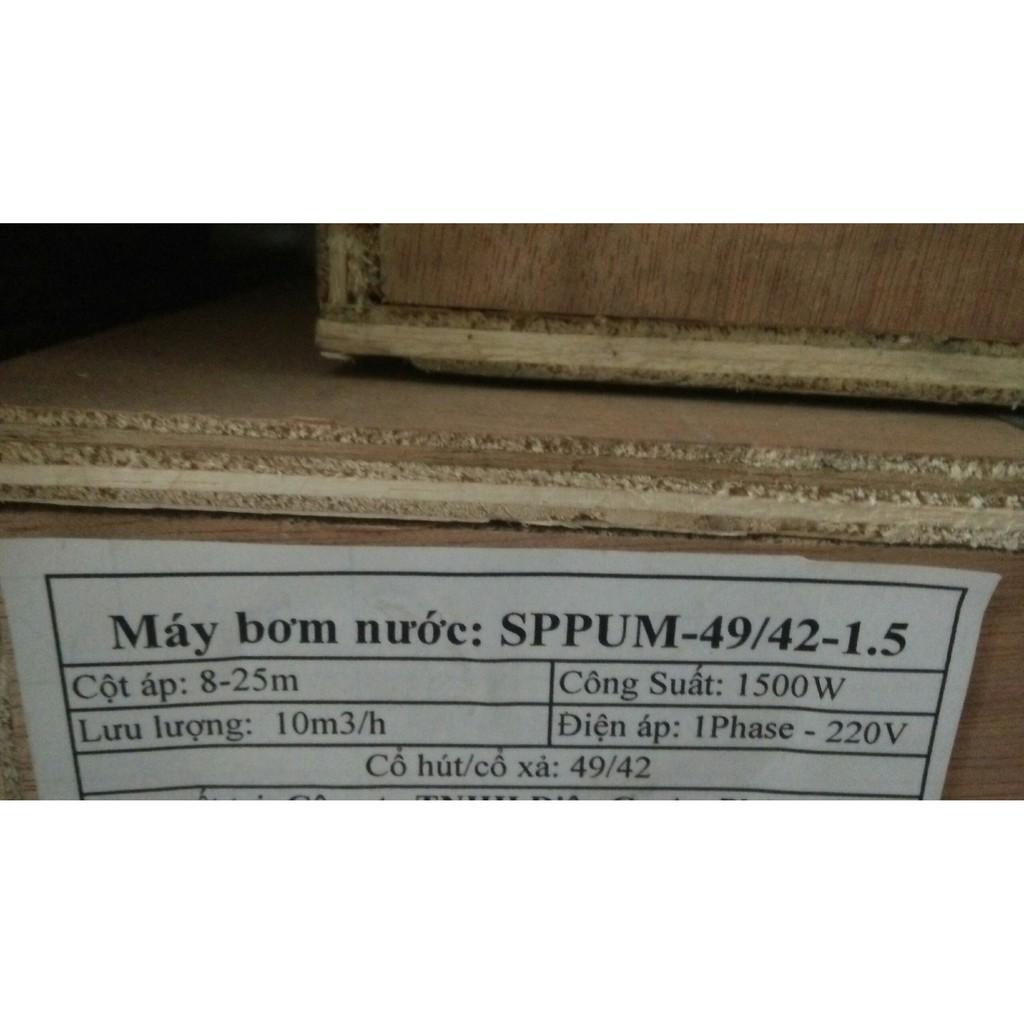 Máy bơm nước: SPPUM-49/42-1.5
Cột áp: 8-25m
Công Suất: 1500W
Lưu lượng: 10m3/h
Điện áp: 1Phase - 220V
Cổ hút/cổ xả: 49/42